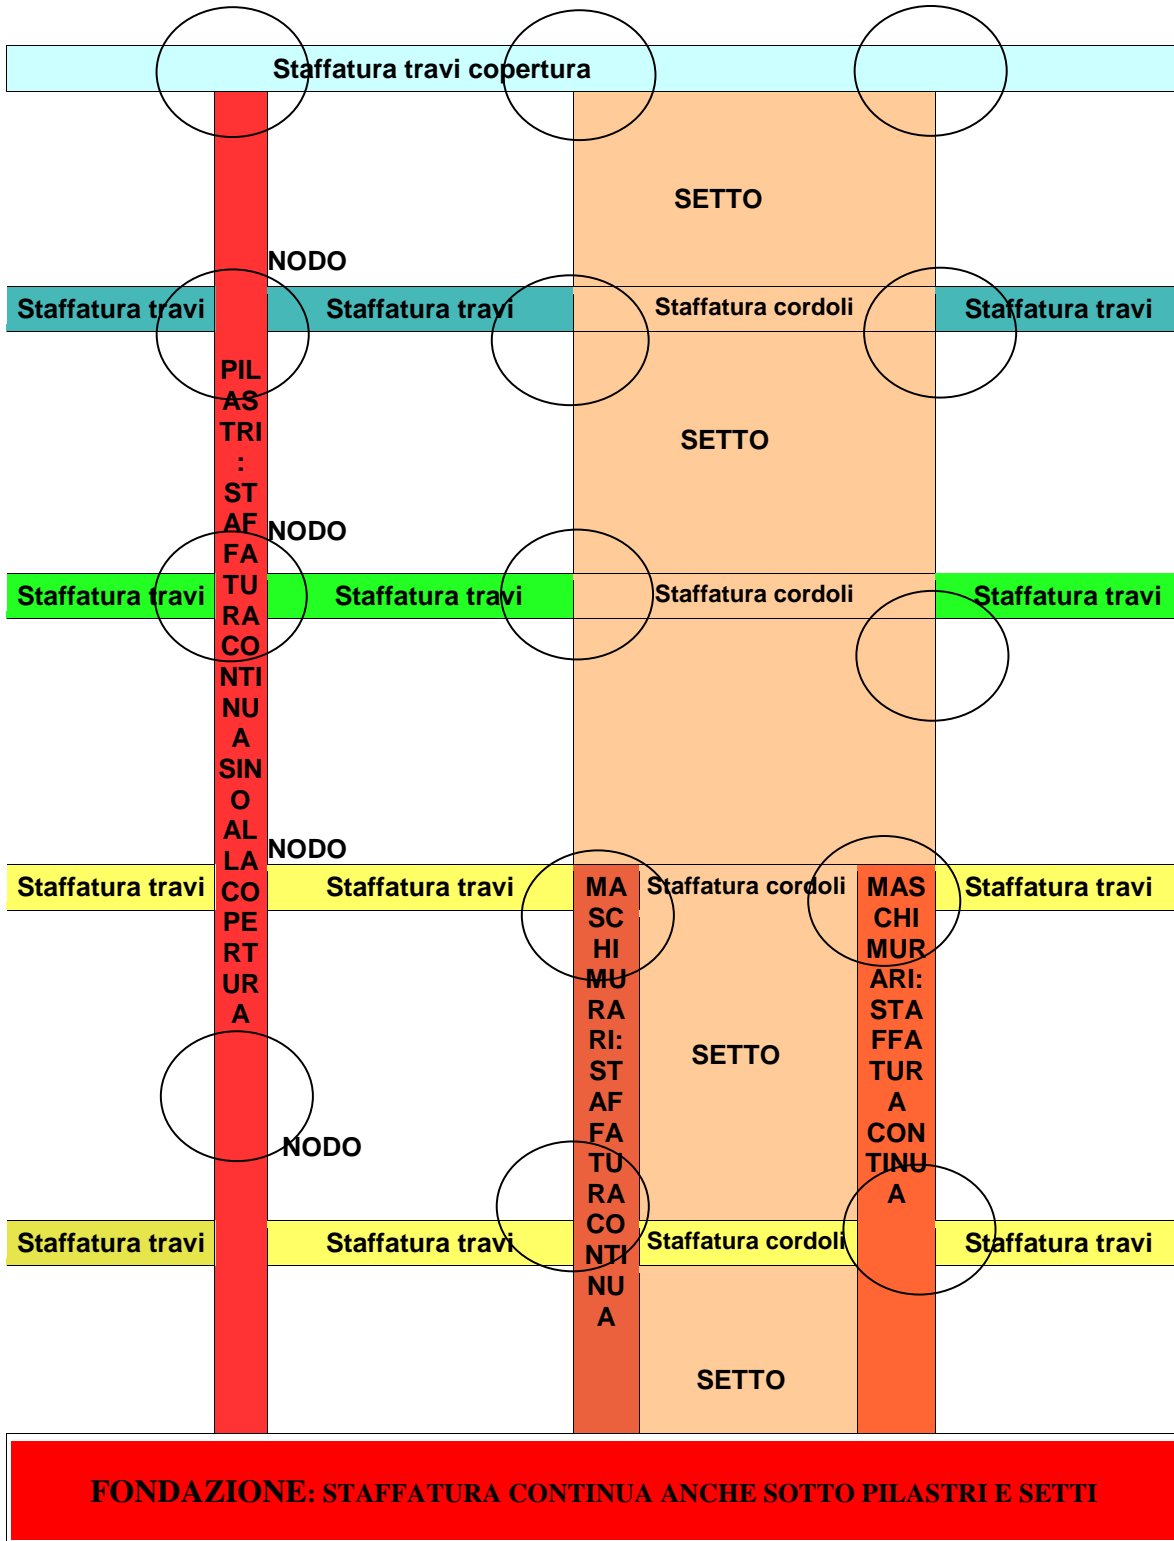 Staffatura travi copertura
SETTO
NODO
Staffatura travi
Staffatura travi
Staffatura cordoli
Staffatura travi
PIL
AS
TRI
:
ST
AF
FA
TU
RA
CO
NTI
NU
A
SIN
O
AL
LA
CO
PE
RT
UR
A
SETTO
NODO
Staffatura travi
Staffatura travi
Staffatura cordoli
Staffatura travi
NODO
Staffatura travi
Staffatura travi
MA
SC
HI
MU
RA
RI:
ST
AF
FA
TU
RA
CO
NTI
NU
A
Staffatura cordoli
MAS
CHI
MUR
ARI:
STA
FFA
TUR
A
CON
TINU
A
Staffatura travi
SETTO
NODO
Staffatura travi
Staffatura travi
Staffatura cordoli
Staffatura travi
SETTO
FONDAZIONE: STAFFATURA CONTINUA ANCHE SOTTO PILASTRI E SETTI